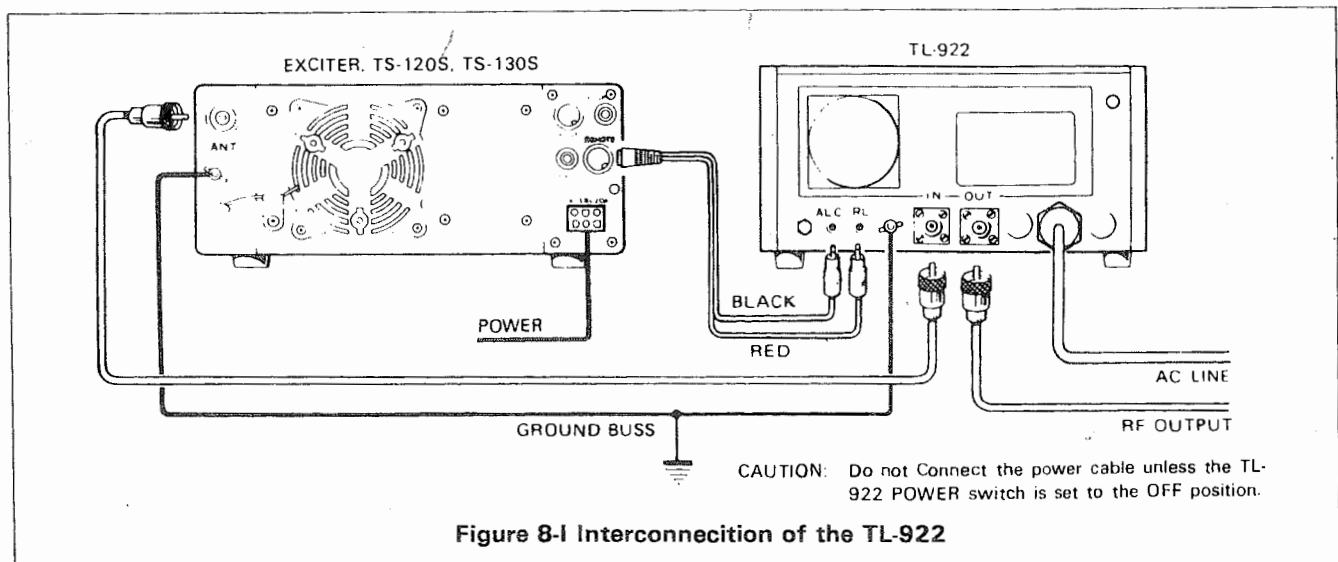 EXCITER, TS-120S, TS-130S
TL-922
ANT
REMOTE
IN
OUT
ALC
RL
BLACK
RED
POWER
AC LINE
RF OUTPUT
GROUND BUSS
CAUTION: Do not Connect the power cable unless the TL-
922 POWER switch is set to the OFF position.
Figure 8-I Interconnecition of the TL-922